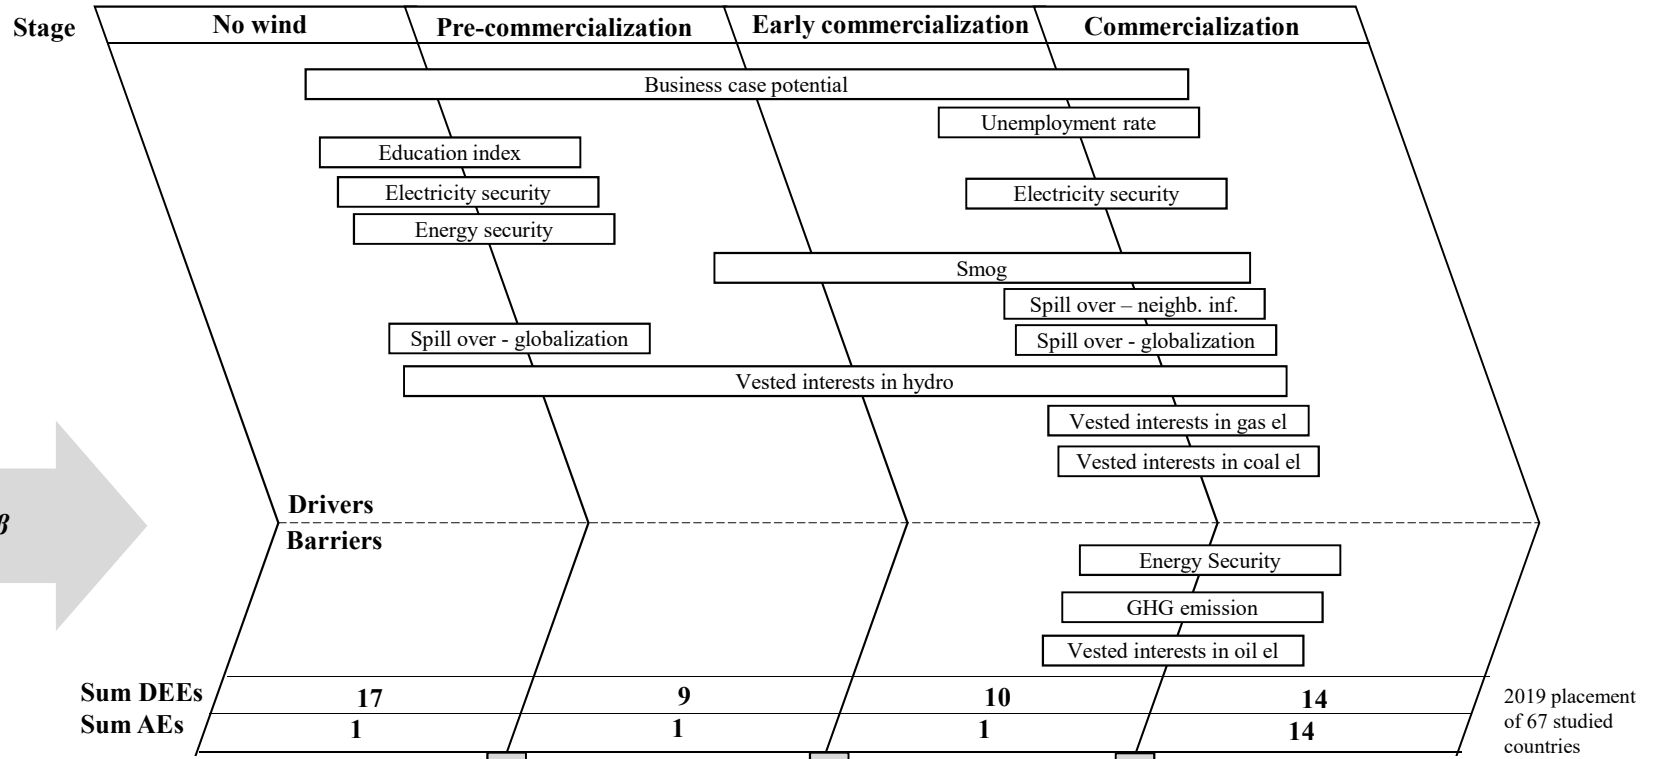 Stage
No wind
Pre-commercialization
Early commercialization
Commercialization
Business case potential
Unemployment rate
Education index
Electricity security
Electricity security
Energy security
Smog
Spill over – neighb. inf.
Spill over - globalization
Spill over - globalization
Vested interests in hydro
Vested interests in gas el
Vested interests in coal el
Drivers
β
Barriers
Energy Security
GHG emission
Vested interests in oil el
Sum DEEs 17 9 10 14
Sum AEs 1 1 1 14
2019 placement
of 67 studied
countries